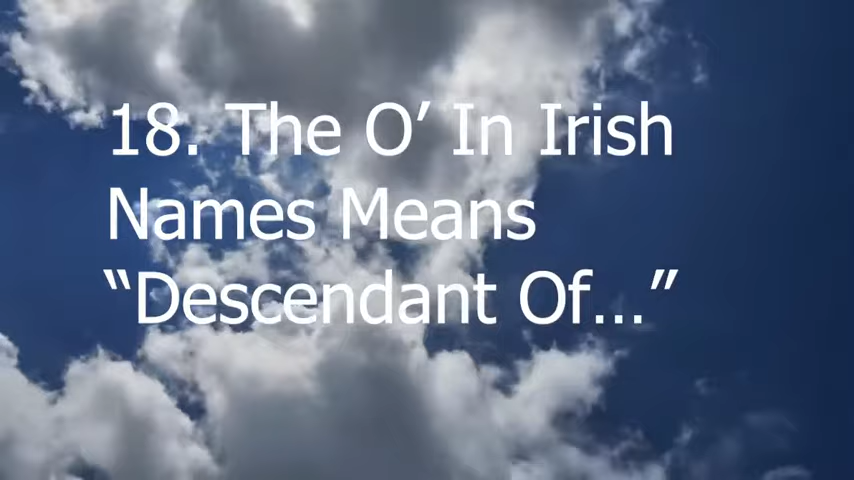 18. The O’ In Irish
Names Means
“Descendant Of…”